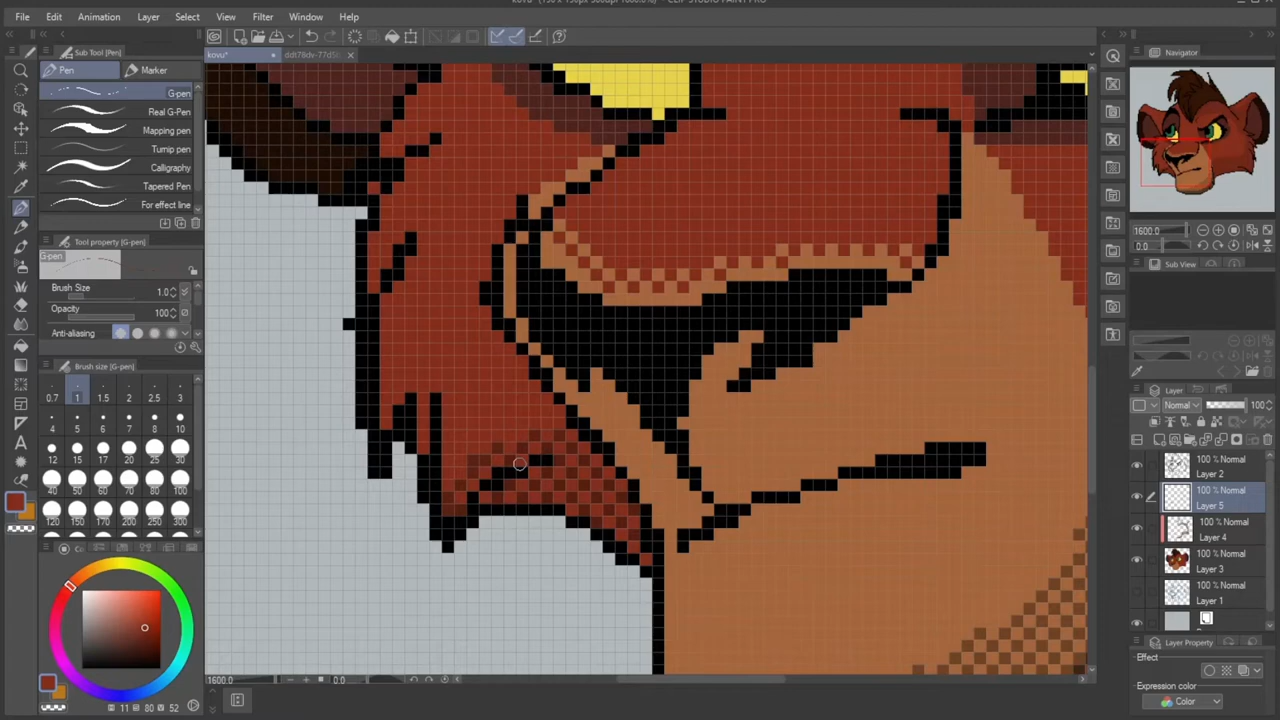 File Edit Animation Layer Select View Filter Window Help
Sub Tool [Pen]
Pen Marker
G-pen
Real G-Pen
Mapping pen
Turnip pen
Calligraphy
Tapered Pen
For effect line
Tool property [G-pen]
G-pen
Brush Size 1.0
Opacity 100
Anti-aliasing
Brush size [G-pen]
0.7 1 1.5 2 2.5 3
4 5 6 7 8 10
12 15 17 20 25 30
40 50 60 70 80 100
120 150 170 200 250 300
11 80 52
kovu*
1600.0 0.0
Navigator
1600.0
0.0
Sub View
Layer
Normal 100
100 % Normal
Layer 2
100 % Normal
Layer 5
100 % Normal
Layer 4
100 % Normal
Layer 3
100 % Normal
Layer 1
Layer Property
Effect
Expression color
Color